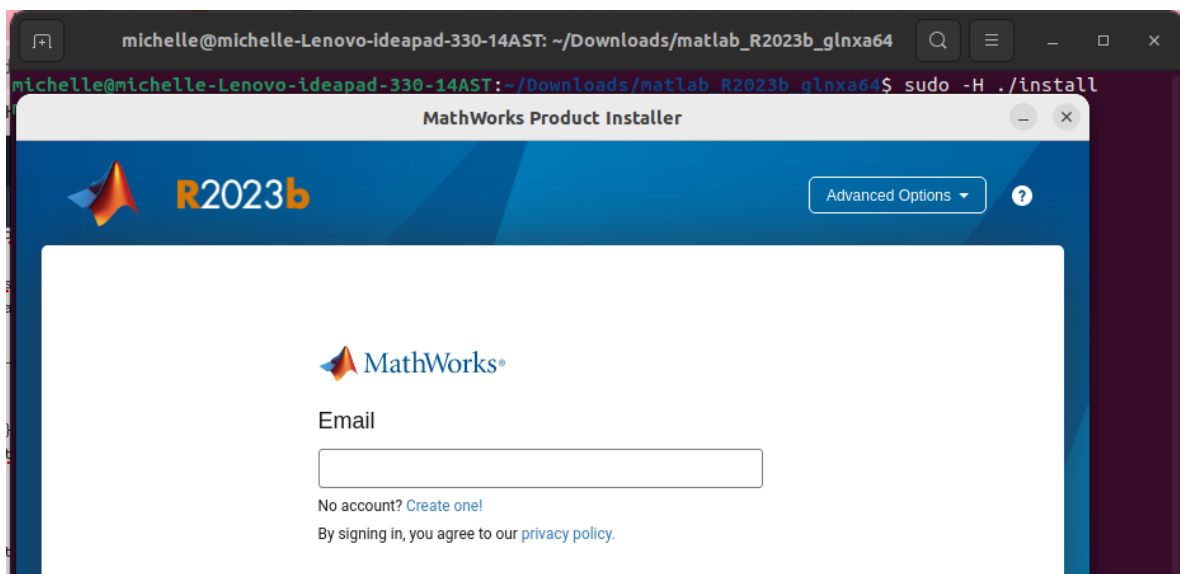 michelle@michelle-Lenovo-ideapad-330-14AST: ~/Downloads/matlab_R2023b_glnxa64
michelle@michelle-Lenovo-ideapad-330-14AST:~/Downloads/matlab_R2023b_glnxa64$ sudo -H ./install
MathWorks Product Installer
R2023b
Advanced Options
?
MathWorks®
Email
No account? Create one!
By signing in, you agree to our privacy policy.